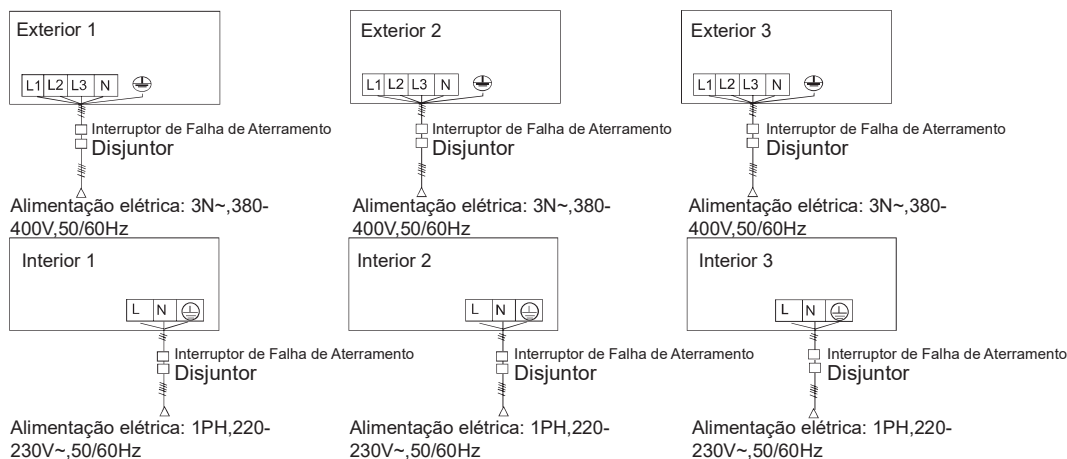 Exterior 1
L1 L2 L3 N
Interruptor de Falha de Aterramento
Disjuntor
Alimentação elétrica: 3N~,380-
400V,50/60Hz
Exterior 2
L1 L2 L3 N
Interruptor de Falha de Aterramento
Disjuntor
Alimentação elétrica: 3N~,380-
400V,50/60Hz
Exterior 3
L1 L2 L3 N
Interruptor de Falha de Aterramento
Disjuntor
Alimentação elétrica: 3N~,380-
400V,50/60Hz
Interior 1
L N
Interruptor de Falha de Aterramento
Disjuntor
Alimentação elétrica: 1PH,220-
230V~,50/60Hz
Interior 2
L N
Interruptor de Falha de Aterramento
Disjuntor
Alimentação elétrica: 1PH,220-
230V~,50/60Hz
Interior 3
L N
Interruptor de Falha de Aterramento
Disjuntor
Alimentação elétrica: 1PH,220-
230V~,50/60Hz